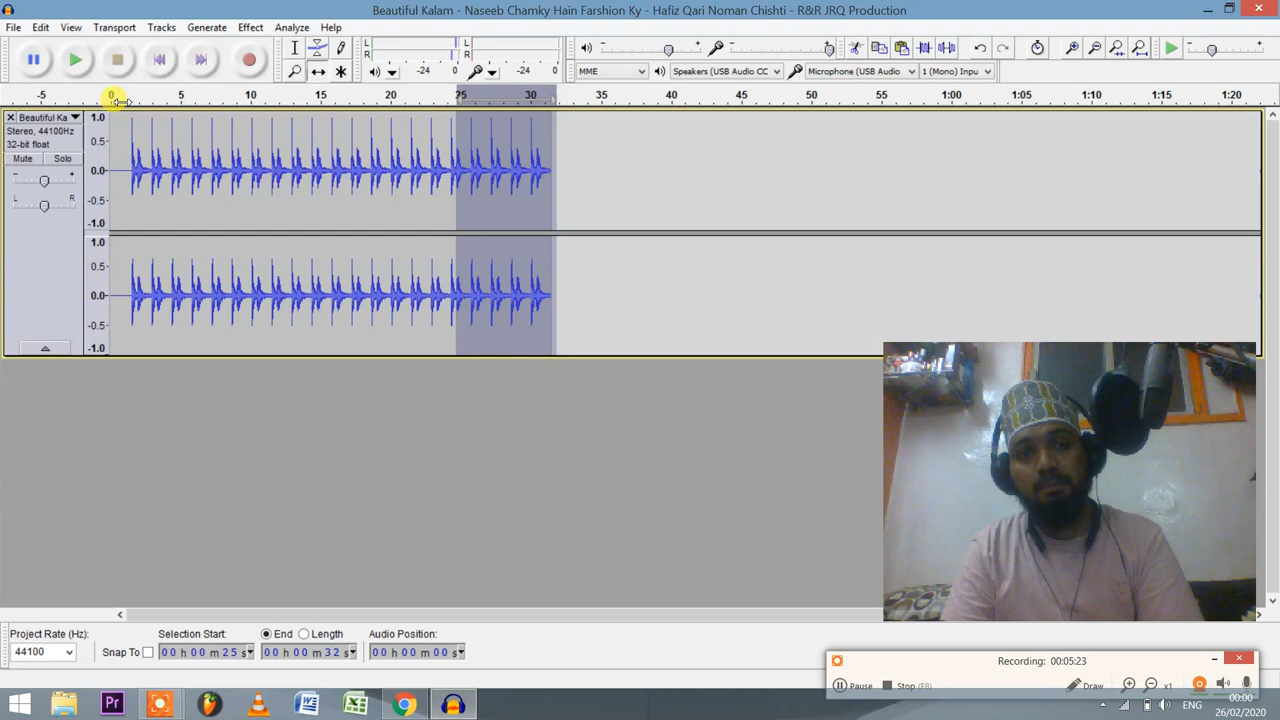 Beautiful Kalam - Naseeb Chamky Hain Farshion Ky - Hafiz Qari Noman Chishti - R&R JRQ Production
File Edit View Transport Tracks Generate Effect Analyze Help
L R -24 0 L R -24 0
MME Speakers (USB Audio CC Microphone (USB Audio 1 (Mono) Inpu
-5 0 5 10 15 20 25 30 35 40 45 50 55 1:00 1:05 1:10 1:15 1:20
Beautiful Ka
Stereo, 44100Hz
32-bit float
Mute Solo
- +
L R
1.0
0.5
0.0
-0.5
-1.0
1.0
0.5
0.0
-0.5
-1.0
Project Rate (Hz): Selection Start: End Length Audio Position:
44100 Snap To 00 h 00 m 25 s 00 h 00 m 32 s 00 h 00 m 00 s
Recording: 00:05:23
Pause Stop (F8) Draw x1
ENG
00:00
26/02/2020